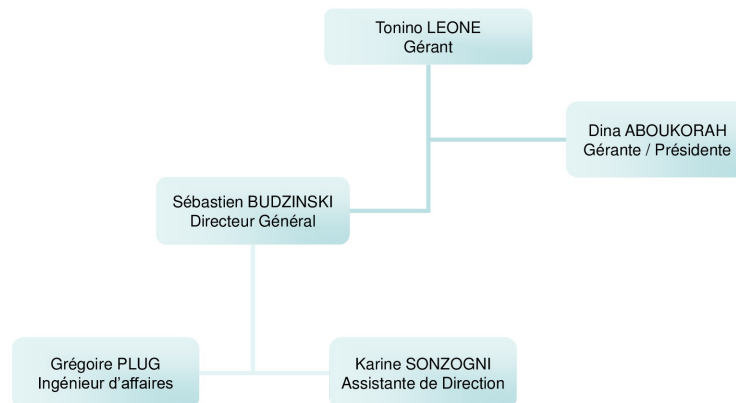 Tonino LEONE
Gérant
Dina ABOUKORAH
Gérante / Présidente
Sébastien BUDZINSKI
Directeur Général
Grégoire PLUG
Ingénieur d'affaires
Karine SONZOGNI
Assistante de Direction